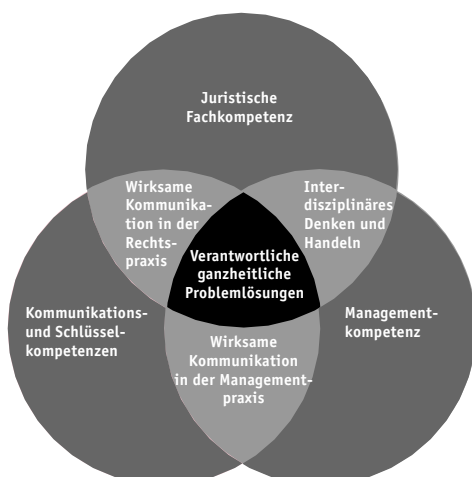 Juristische
Fachkompetenz
Wirksame
Kommunika-
tion in der
Rechts-
praxis
Inter-
disziplinäres
Denken und
Handeln
Verantwortliche
ganzheitliche
Problemlösungen
Kommunikations-
und Schlüssel-
kompetenzen
Management-
kompetenz
Wirksame
Kommunikation
in der Management-
praxis